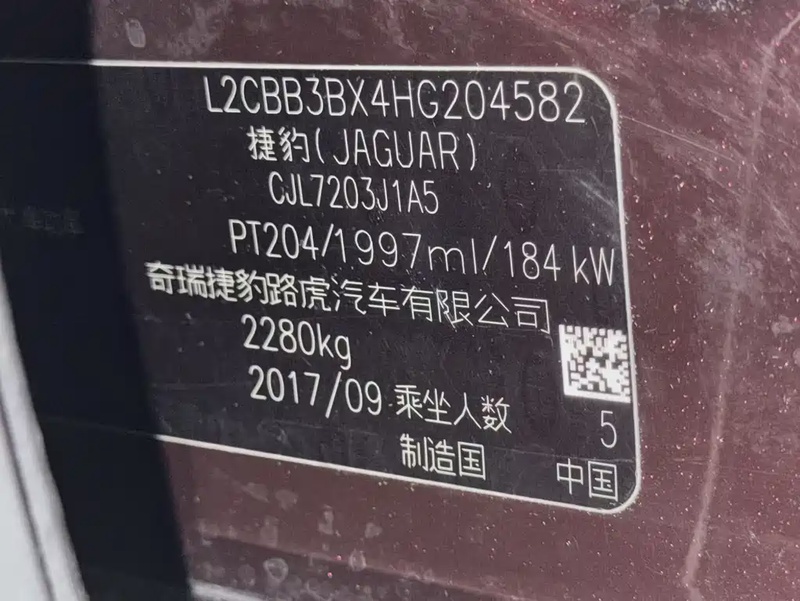 L2CBB3BX4HG204582
捷豹(JAGUAR)
CJL7203J1A5
PT204/1997ml/184 kW
奇瑞捷豹路虎汽车有限公司
2280kg
2017/09 乘坐人数 5
制造国 中国